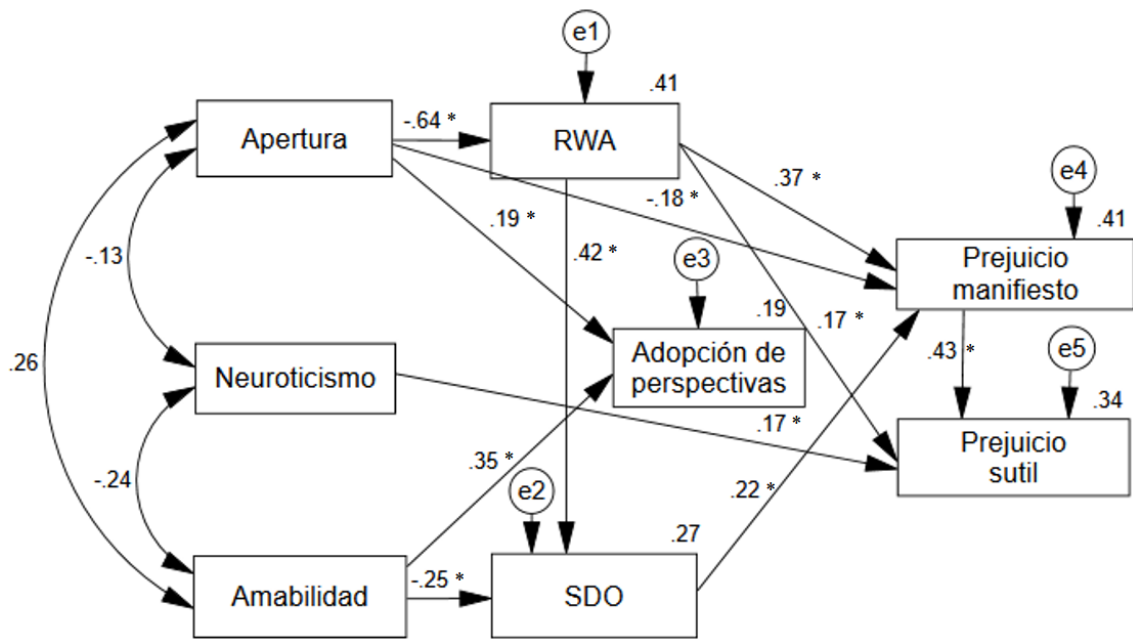 e1
.41
Apertura
-.64 *
RWA
e4
.37 *
-.18 *
.41
.19 *
.42 *
e3
Prejuicio
manifiesto
-.13
.19
.17 *
.26
Neuroticismo
Adopción de
perspectivas
.43 *
e5
.17 *
.34
Prejuicio
sutil
-.24
.35 *
e2
.22 *
.27
Amabilidad
-.25 *
SDO